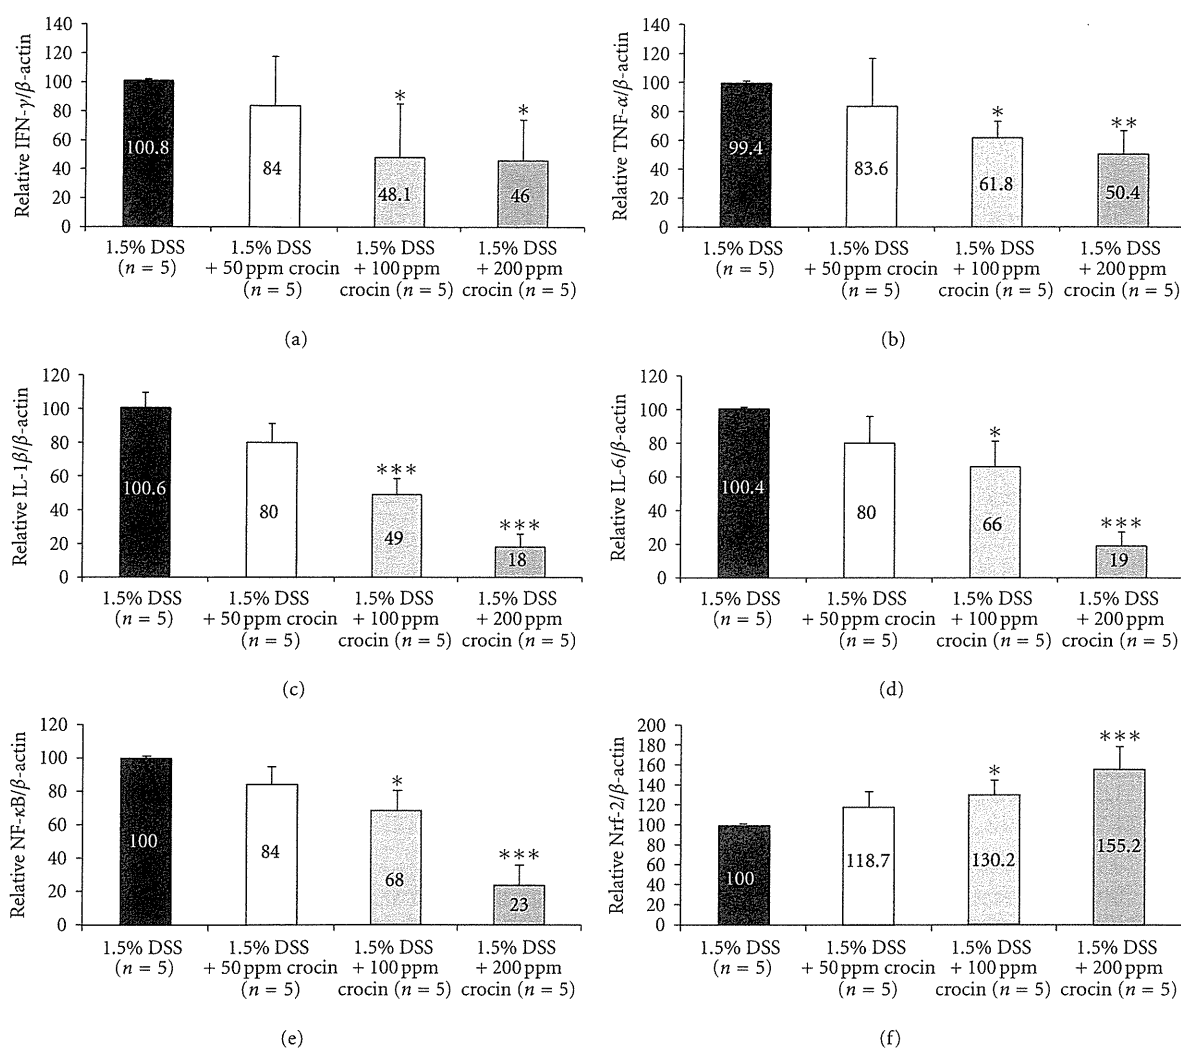 Relative IFN-γ/β-actin
140
120
100
80
60
40
20
0
100.8
84
*
48.1
*
46
1.5% DSS
(n = 5)
1.5% DSS
+ 50 ppm crocin
(n = 5)
1.5% DSS
+ 100 ppm
crocin (n = 5)
1.5% DSS
+ 200 ppm
crocin (n = 5)
(a)
Relative TNF-α/β-actin
140
120
100
80
60
40
20
0
99.4
83.6
*
61.8
**
50.4
1.5% DSS
(n = 5)
1.5% DSS
+ 50 ppm crocin
(n = 5)
1.5% DSS
+ 100 ppm
crocin (n = 5)
1.5% DSS
+ 200 ppm
crocin (n = 5)
(b)
Relative IL-1β/β-actin
120
100
80
60
40
20
0
100.6
80
***
49
***
18
1.5% DSS
(n = 5)
1.5% DSS
+ 50 ppm crocin
(n = 5)
1.5% DSS
+ 100 ppm
crocin (n = 5)
1.5% DSS
+ 200 ppm
crocin (n = 5)
(c)
Relative IL-6/β-actin
120
100
80
60
40
20
0
100.4
80
*
66
***
19
1.5% DSS
(n = 5)
1.5% DSS
+ 50 ppm crocin
(n = 5)
1.5% DSS
+ 100 ppm
crocin (n = 5)
1.5% DSS
+ 200 ppm
crocin (n = 5)
(d)
Relative NF-κB/β-actin
120
100
80
60
40
20
0
100
84
*
68
***
23
1.5% DSS
(n = 5)
1.5% DSS
+ 50 ppm crocin
(n = 5)
1.5% DSS
+ 100 ppm
crocin (n = 5)
1.5% DSS
+ 200 ppm
crocin (n = 5)
(e)
Relative Nrf-2/β-actin
200
180
160
140
120
100
80
60
40
20
0
100
118.7
*
130.2
***
155.2
1.5% DSS
(n = 5)
1.5% DSS
+ 50 ppm crocin
(n = 5)
1.5% DSS
+ 100 ppm
crocin (n = 5)
1.5% DSS
+ 200 ppm
crocin (n = 5)
(f)